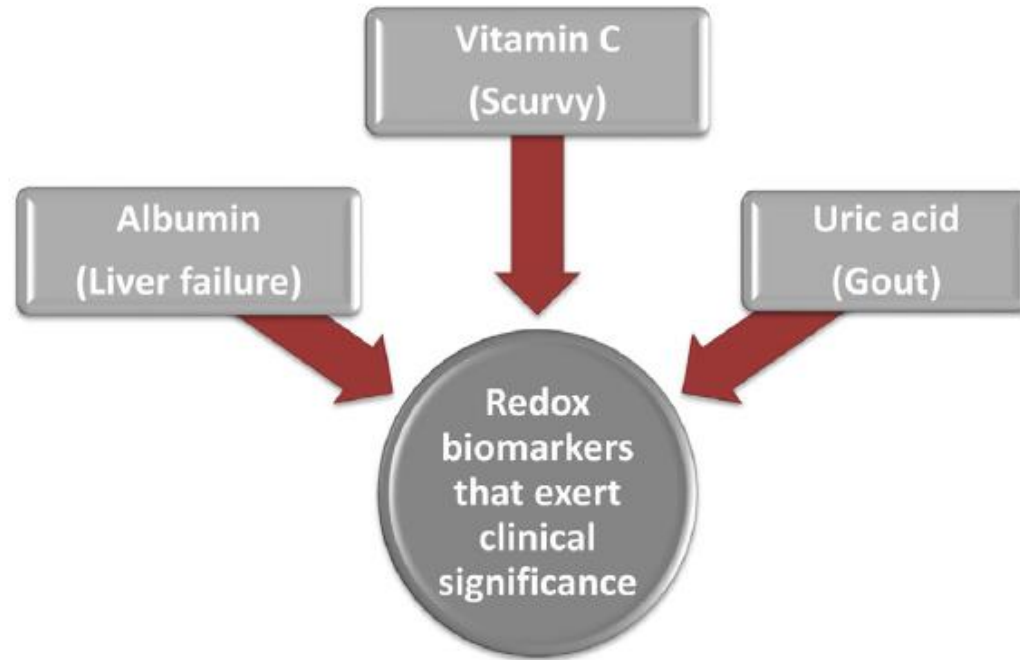 Vitamin C
(Scurvy)
Albumin
(Liver failure)
Uric acid
(Gout)
Redox
biomarkers
that exert
clinical
significance